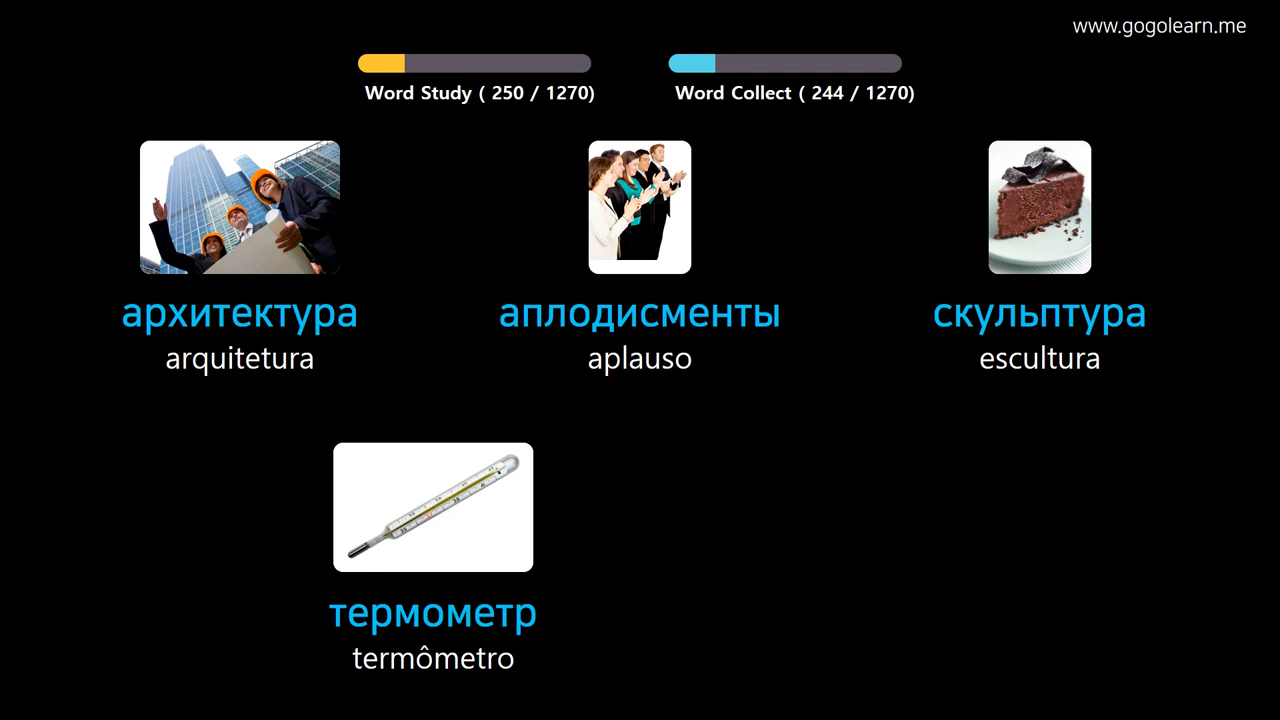 www.gogolearn.me
Word Study ( 250 / 1270)
Word Collect ( 244 / 1270)
архитектура
arquitetura
аплодисменты
aplauso
скульптура
escultura
термометр
termômetro